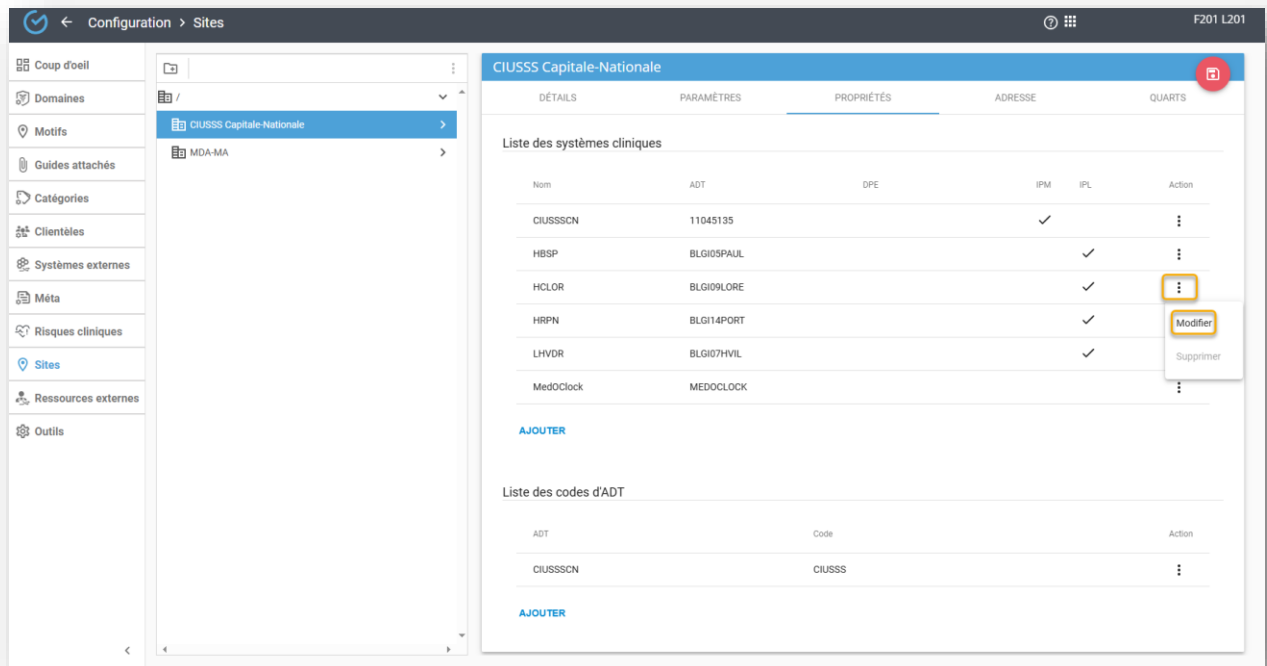 Configuration > Sites
F201 L201
Coup d'oeil
Domaines
Motifs
Guides attachés
Catégories
Clientèles
Systèmes externes
Méta
Risques cliniques
Sites
Ressources externes
Outils
/
CIUSSS Capitale-Nationale
MDA-MA
CIUSSS Capitale-Nationale
DÉTAILS PARAMÈTRES PROPRIÉTÉS ADRESSE QUARTS
Liste des systèmes cliniques
Nom ADT DPE IPM IPL Action
CIUSSSCN 11045135
HBSP BLGI05PAUL
HCLOR BLGI09LORE
HRPN BLGI14PORT
Modifier
LHVDR BLGI07HVIL
Supprimer
MedOClock MEDOCLOCK
AJOUTER
Liste des codes d'ADT
ADT Code Action
CIUSSSCN CIUSSS
AJOUTER